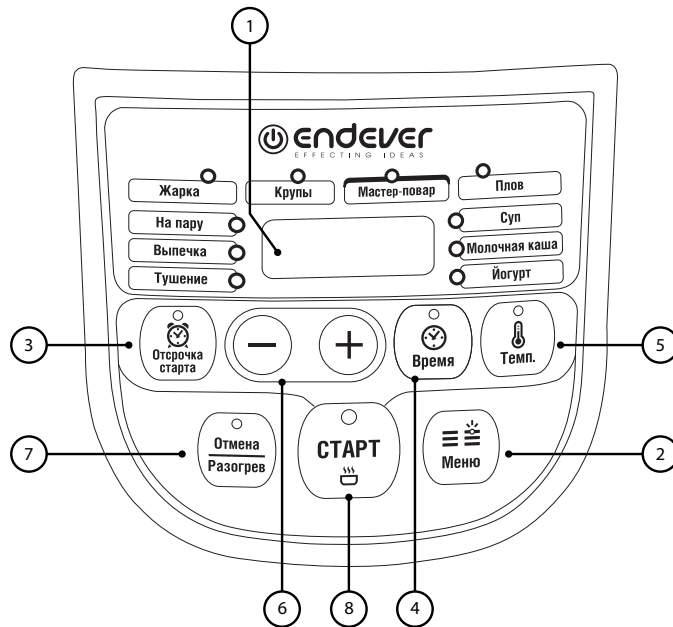 1
endever
EFFECTING IDEAS
Жарка
Крупы
Мастер-повар
Плов
На пару
Суп
Выпечка
Молочная каша
Тушение
Йогурт
3
Отсрочка
старта
−
+
Время
Темп.
5
7
Отмена
Разогрев
СТАРТ
Меню
2
6
8
4